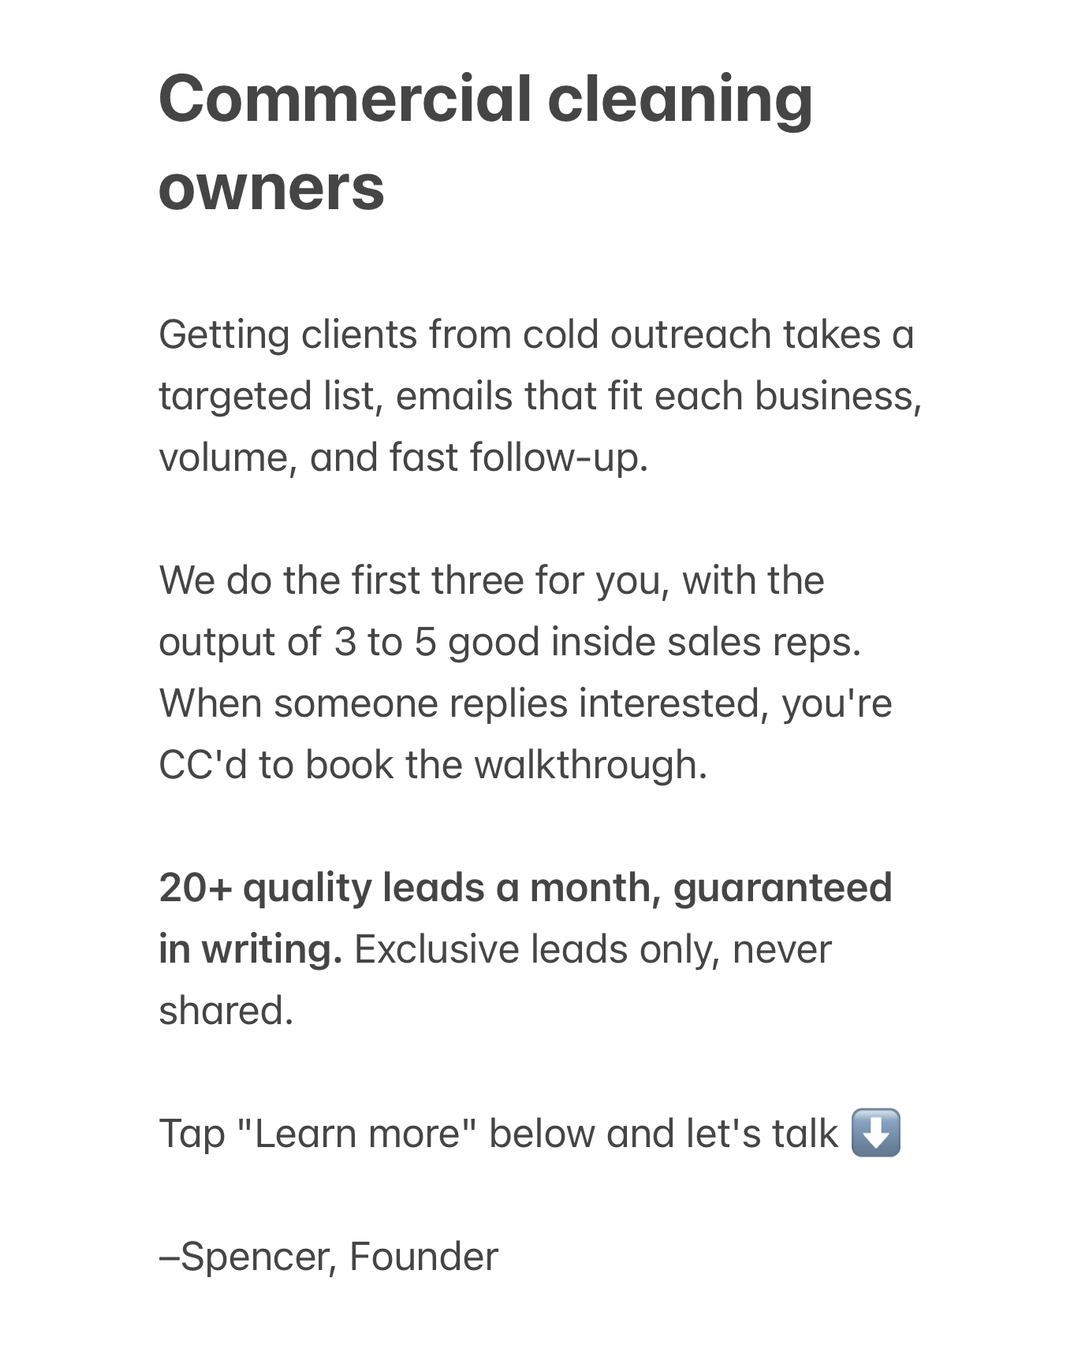 Commercial cleaning
owners
Getting clients from cold outreach takes a
targeted list, emails that fit each business,
volume, and fast follow-up.
We do the first three for you, with the
output of 3 to 5 good inside sales reps.
When someone replies interested, you're
CC'd to book the walkthrough.
20+ quality leads a month, guaranteed
in writing. Exclusive leads only, never
shared.
Tap "Learn more" below and let's talk ⬇️
–Spencer, Founder